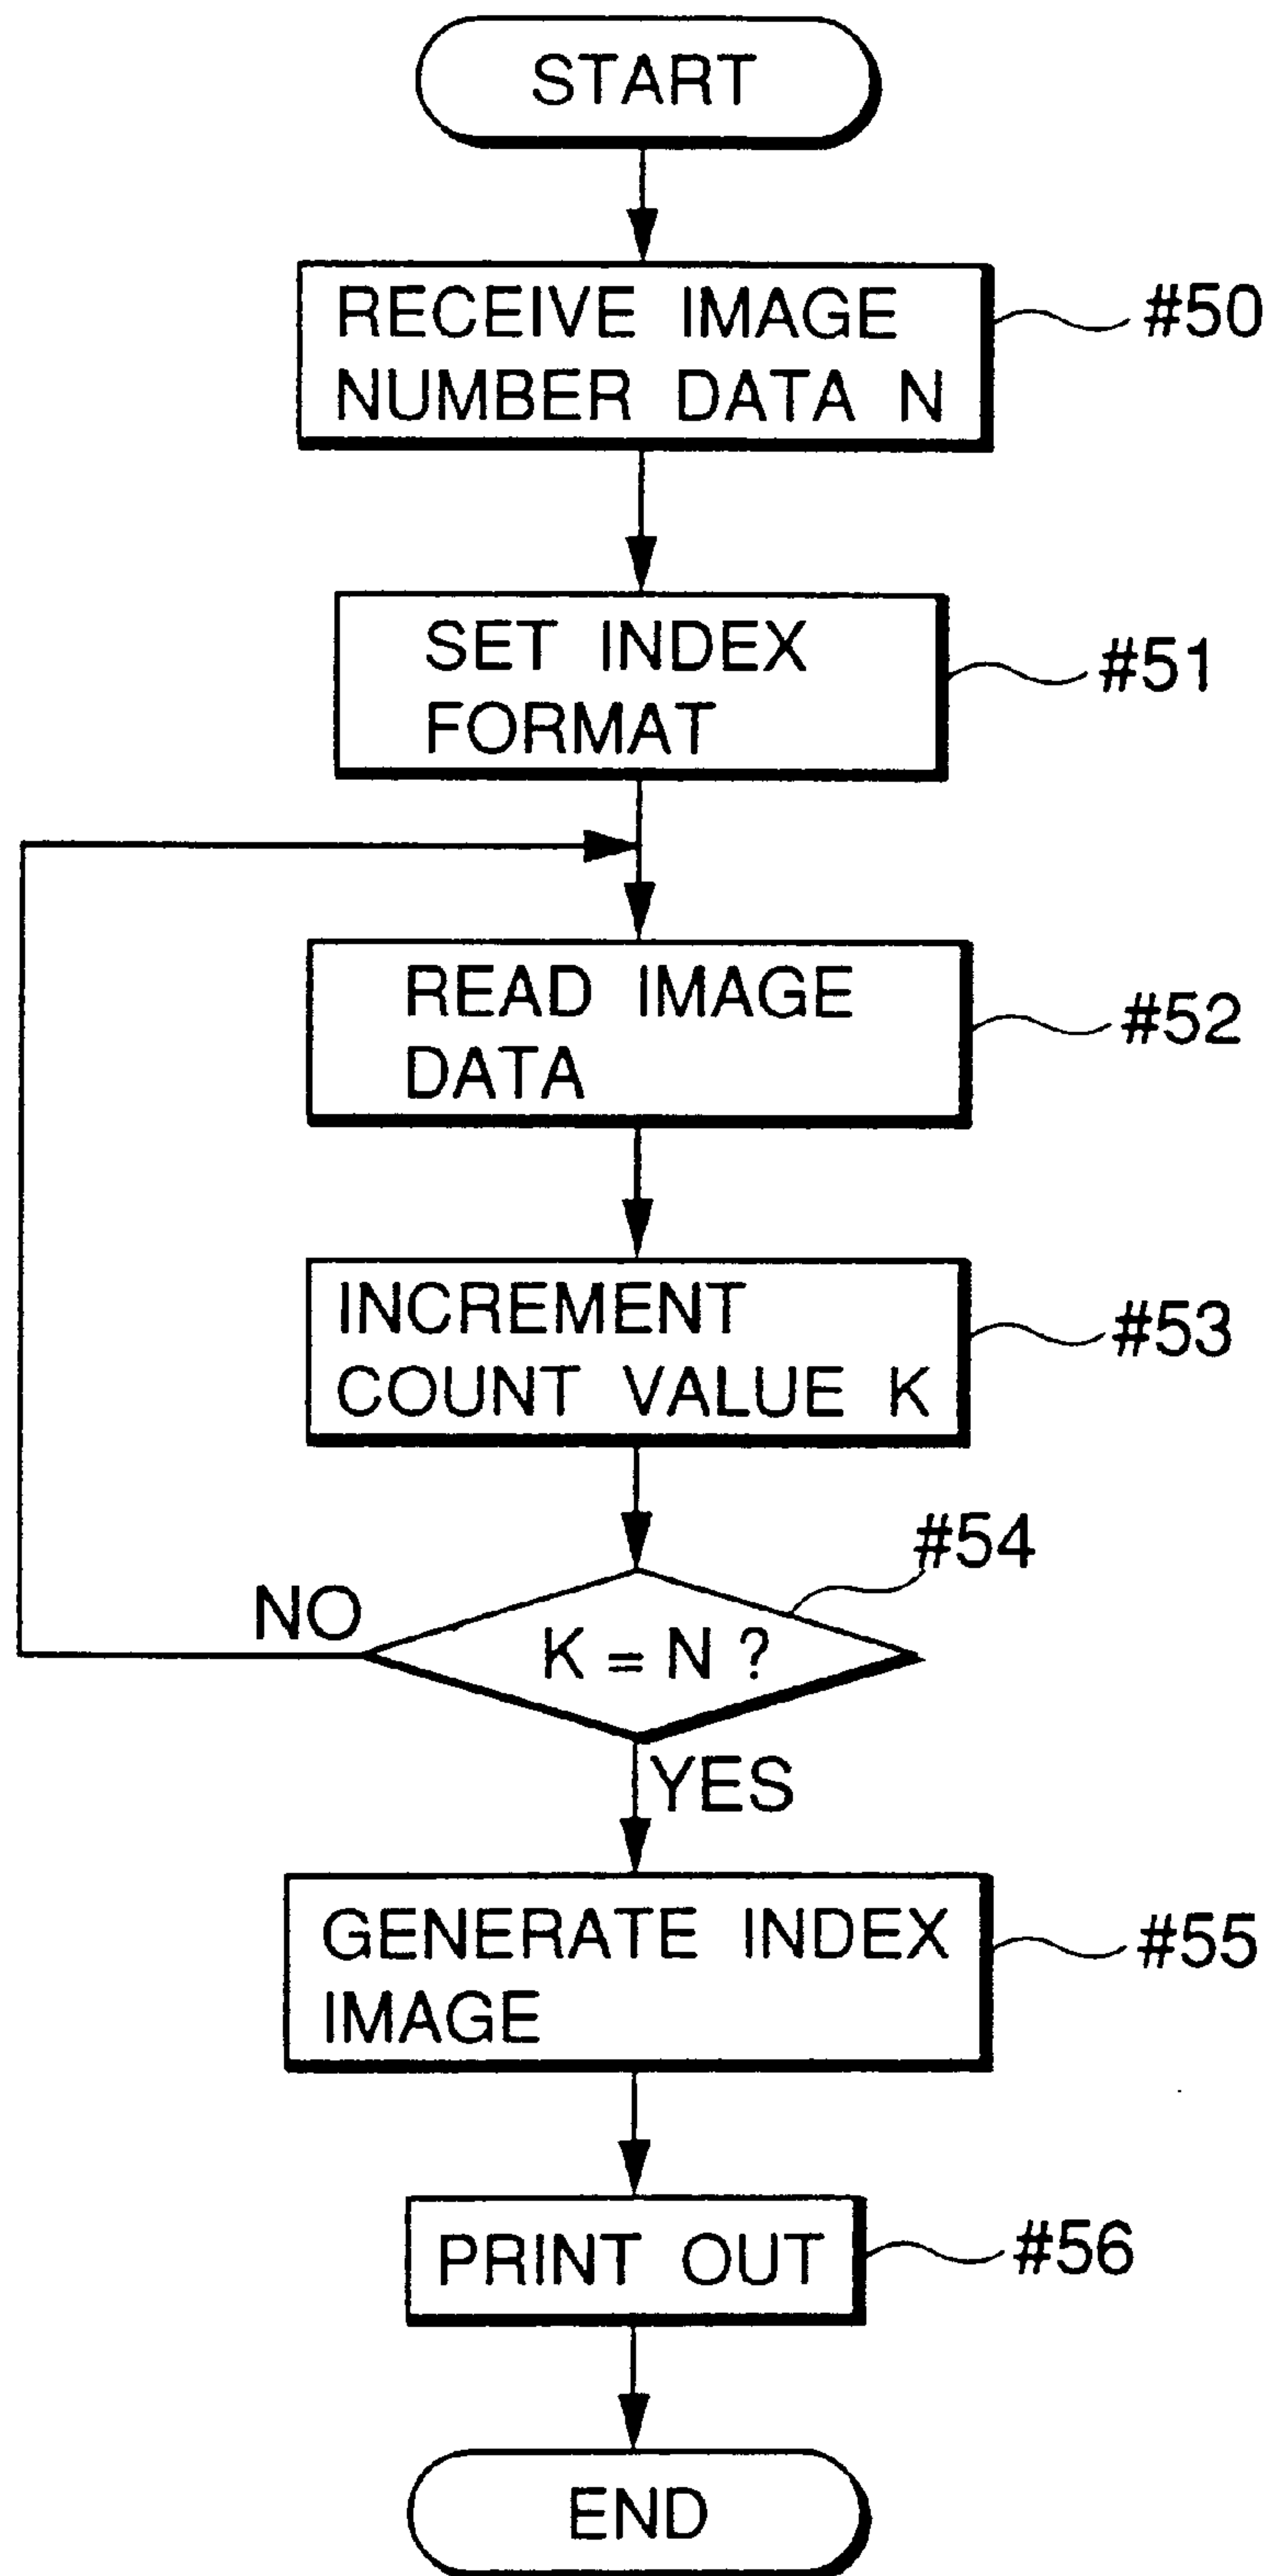 START
RECEIVE IMAGE
NUMBER DATA N
#50
SET INDEX
FORMAT
#51
READ IMAGE
DATA
#52
INCREMENT
COUNT VALUE K
#53
#54
NO
K = N ?
YES
GENERATE INDEX
IMAGE
#55
PRINT OUT
#56
END